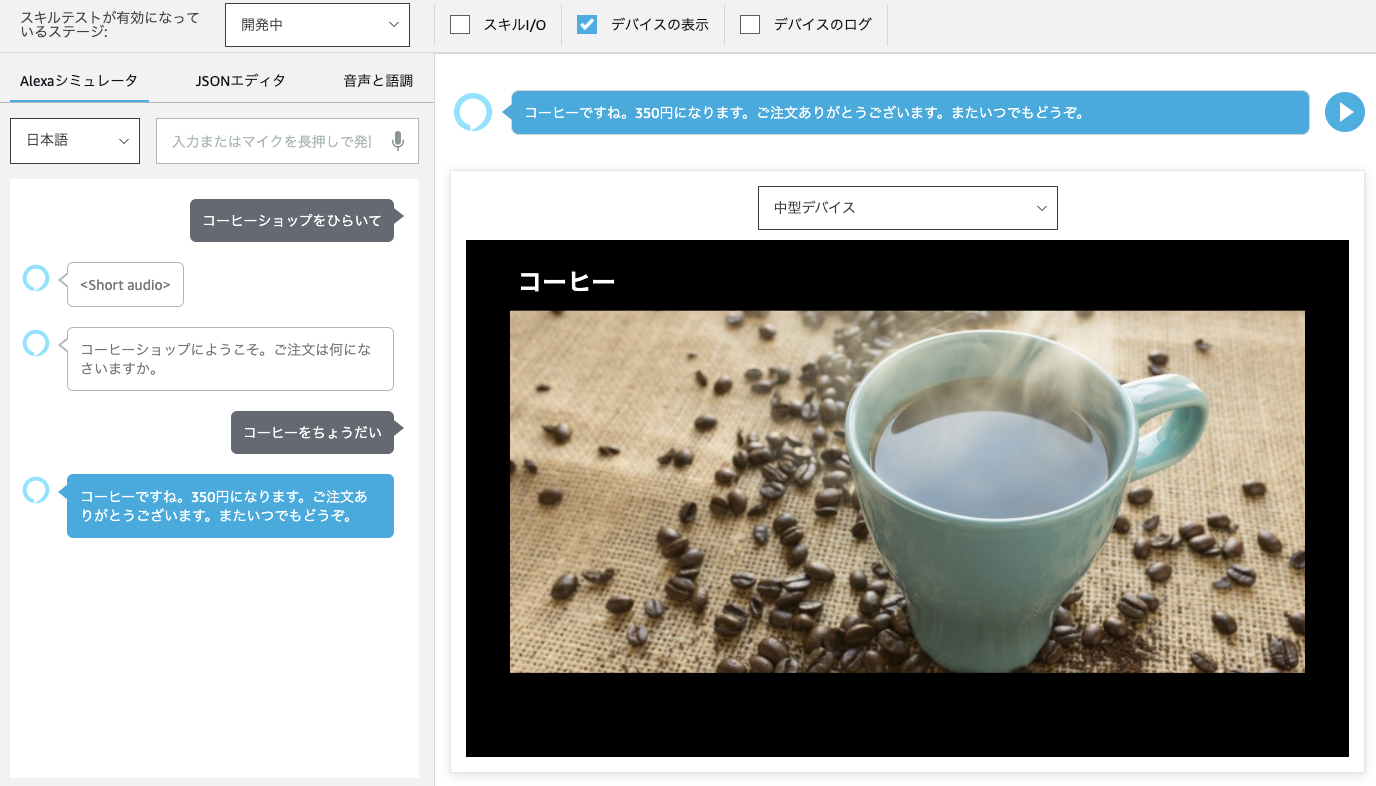 スキルテストが有効になって
いるステージ:
開発中
スキルI/O
デバイスの表示
デバイスのログ
Alexaシミュレータ
JSONエディタ
音声と語調
日本語
入力またはマイクを長押しで発
コーヒーショップをひらいて
<Short audio>
コーヒーショップにようこそ。ご注文は何にな
さいますか。
コーヒーをちょうだい
コーヒーですね。350円になります。ご注文あ
りがとうございます。またいつでもどうぞ。
コーヒーですね。350円になります。ご注文ありがとうございます。またいつでもどうぞ。
中型デバイス
コーヒー